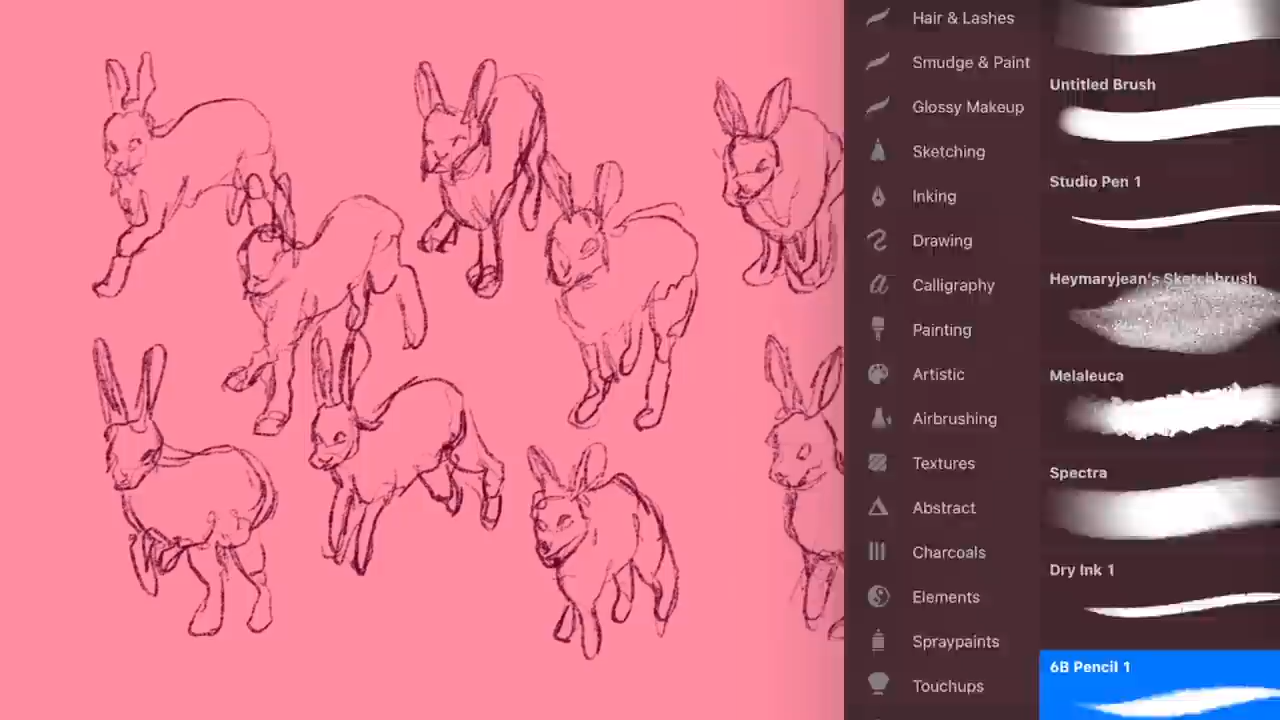 Hair & Lashes
Smudge & Paint
Glossy Makeup
Sketching
Inking
Drawing
Calligraphy
Painting
Artistic
Airbrushing
Textures
Abstract
Charcoals
Elements
Spraypaints
Touchups
Untitled Brush
Studio Pen 1
Heymaryjean's Sketchbrush
Melaleuca
Spectra
Dry Ink 1
6B Pencil 1